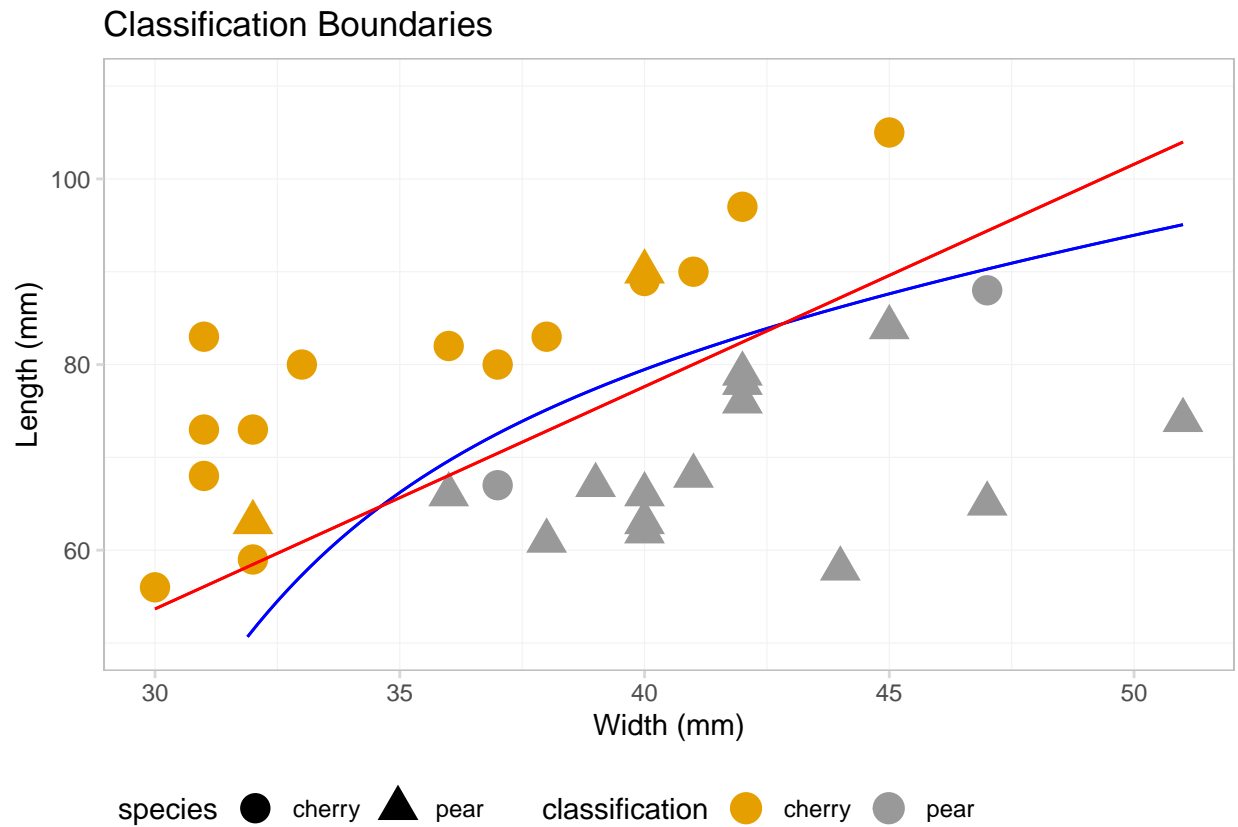 Classification Boundaries
Length (mm)
100
80
60
30 35 40 45 50
Width (mm)
species cherry pear classification cherry pear